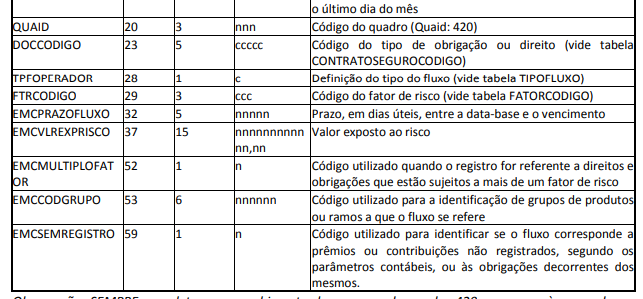 o último dia do mês
QUAID 20 3 nnn Código do quadro (Quaid: 420)
DOCCODIGO 23 5 ccccc Código do tipo de obrigação ou direito (vide tabela
CONTRATOSEGUROCODIGO)
TPFOPERADOR 28 1 c Definição do tipo do fluxo (vide tabela TIPOFLUXO)
FTRCODIGO 29 3 ccc Código do fator de risco (vide tabela FATORCODIGO)
EMCPRAZOFLUXO 32 5 nnnnn Prazo, em dias úteis, entre a data-base e o vencimento
EMCVLREXPRISCO 37 15 nnnnnnnnnn Valor exposto ao risco
nn,nn
EMCMULTIPLOFAT 52 1 n Código utilizado quando o registro for referente a direitos e
OR obrigações que estão sujeitos a mais de um fator de risco
EMCCODGRUPO 53 6 nnnnnn Código utilizado para a identificação de grupos de produtos
ou ramos a que o fluxo se refere
EMCSEMREGISTRO 59 1 n Código utilizado para identificar se o fluxo corresponde a
prêmios ou contribuições não registrados, segundo os
parâmetros contábeis, ou às obrigações decorrentes dos
mesmos.